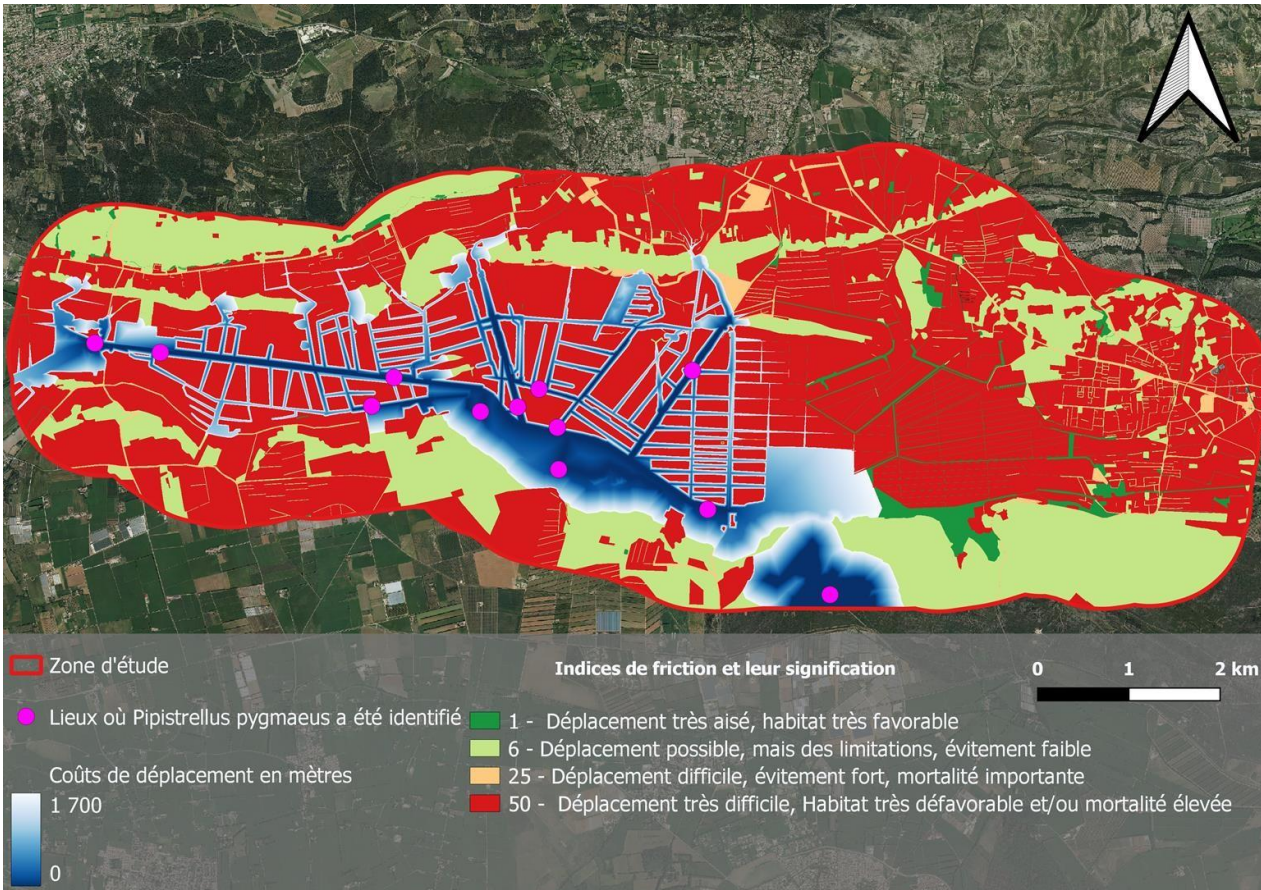 Zone d'étude
Indices de friction et leur signification
0 1 2 km
Lieux où Pipistrellus pygmaeus a été identifié
1 - Déplacement très aisé, habitat très favorable
6 - Déplacement possible, mais des limitations, évitement faible
25 - Déplacement difficile, évitement fort, mortalité importante
50 - Déplacement très difficile, Habitat très défavorable et/ou mortalité élevée
Coûts de déplacement en mètres
1 700
0